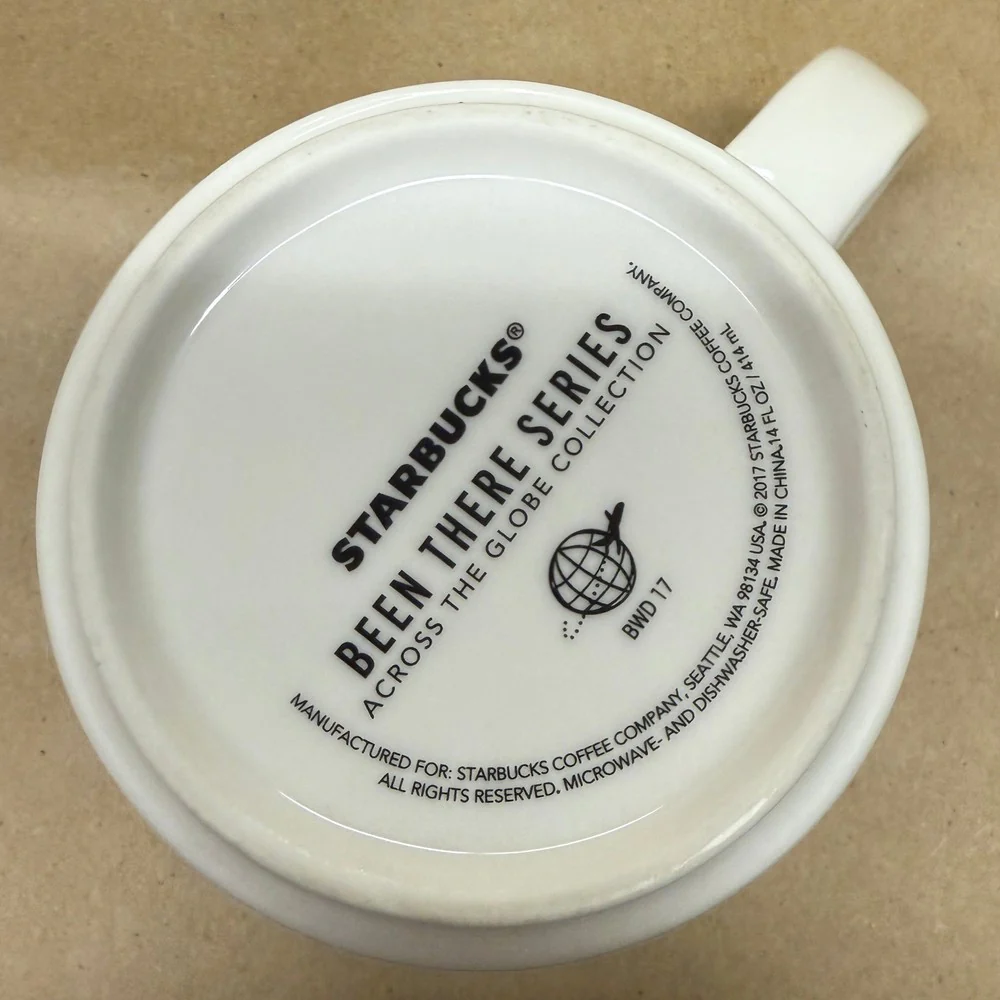 STARBUCKS®
BEEN THERE SERIES
ACROSS THE GLOBE COLLECTION
BWD 17
MANUFACTURED FOR: STARBUCKS COFFEE COMPANY, SEATTLE, WA 98134 USA. © 2017 STARBUCKS COFFEE COMPANY.
ALL RIGHTS RESERVED. MICROWAVE- AND DISHWASHER-SAFE. MADE IN CHINA.14 FL OZ / 414 mL